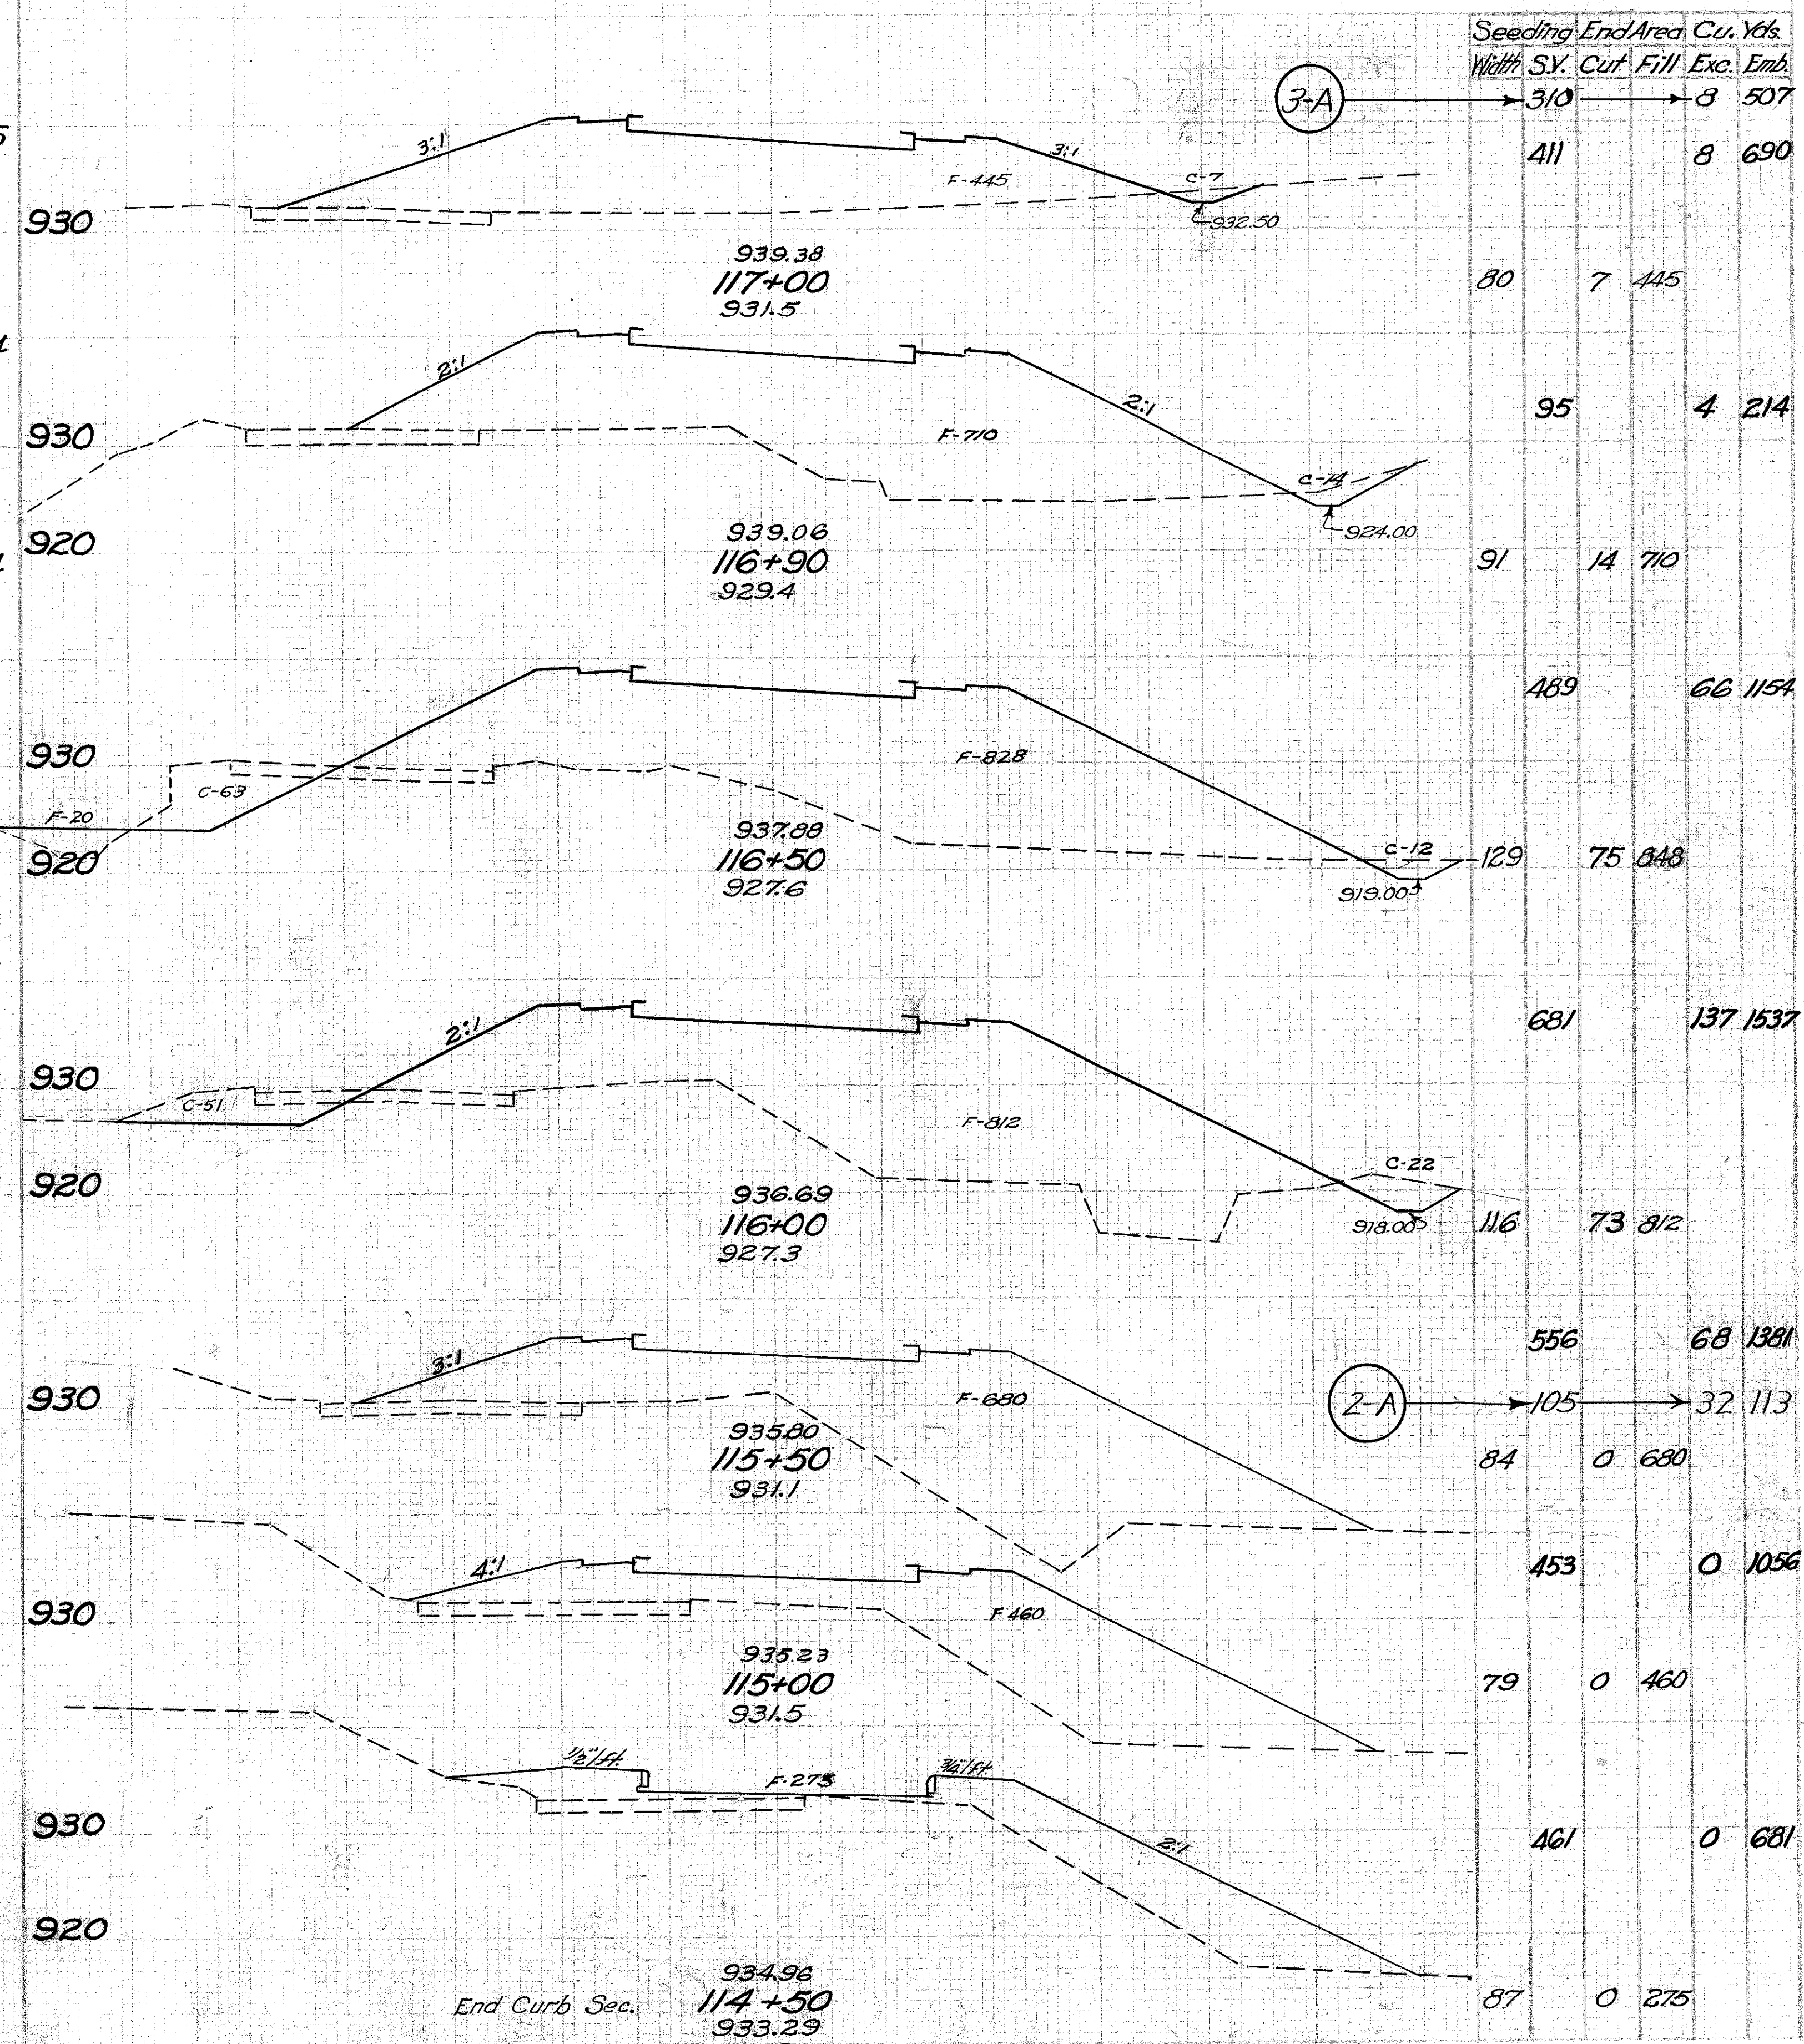 Seeding End Area Cu. Yds.
Width S.Y. Cut Fill Exc. Emb.
3-A 310 8 507
3:1 3:1 C-7 411 8 690
F-445
930 932.50
939.38
117+00 80 7 445
931.5
2:1 2:1 95 4 214
930 F-710
C-14
920 939.06 924.00
116+90 91 14 710
929.4
489 66 1154
930 F-828
C-63
F-20
937.88 C-12
920 116+50 129 75 848
927.6 919.00
2:1 681 137 1537
930
C-51 F-812
C-22
920 936.69
116+00 918.00 116 73 812
927.3
3:1 556 68 1381
930 F-680 2-A 105 32 113
935.80
115+50 84 0 680
931.1
4:1 453 0 1056
930 F 460
935.23
115+00 79 0 460
931.5
1/2"/ft. F-275 3/4"/ft.
930 2:1 461 0 681
920
934.96
End Curb Sec. 114+50 87 0 275
933.29